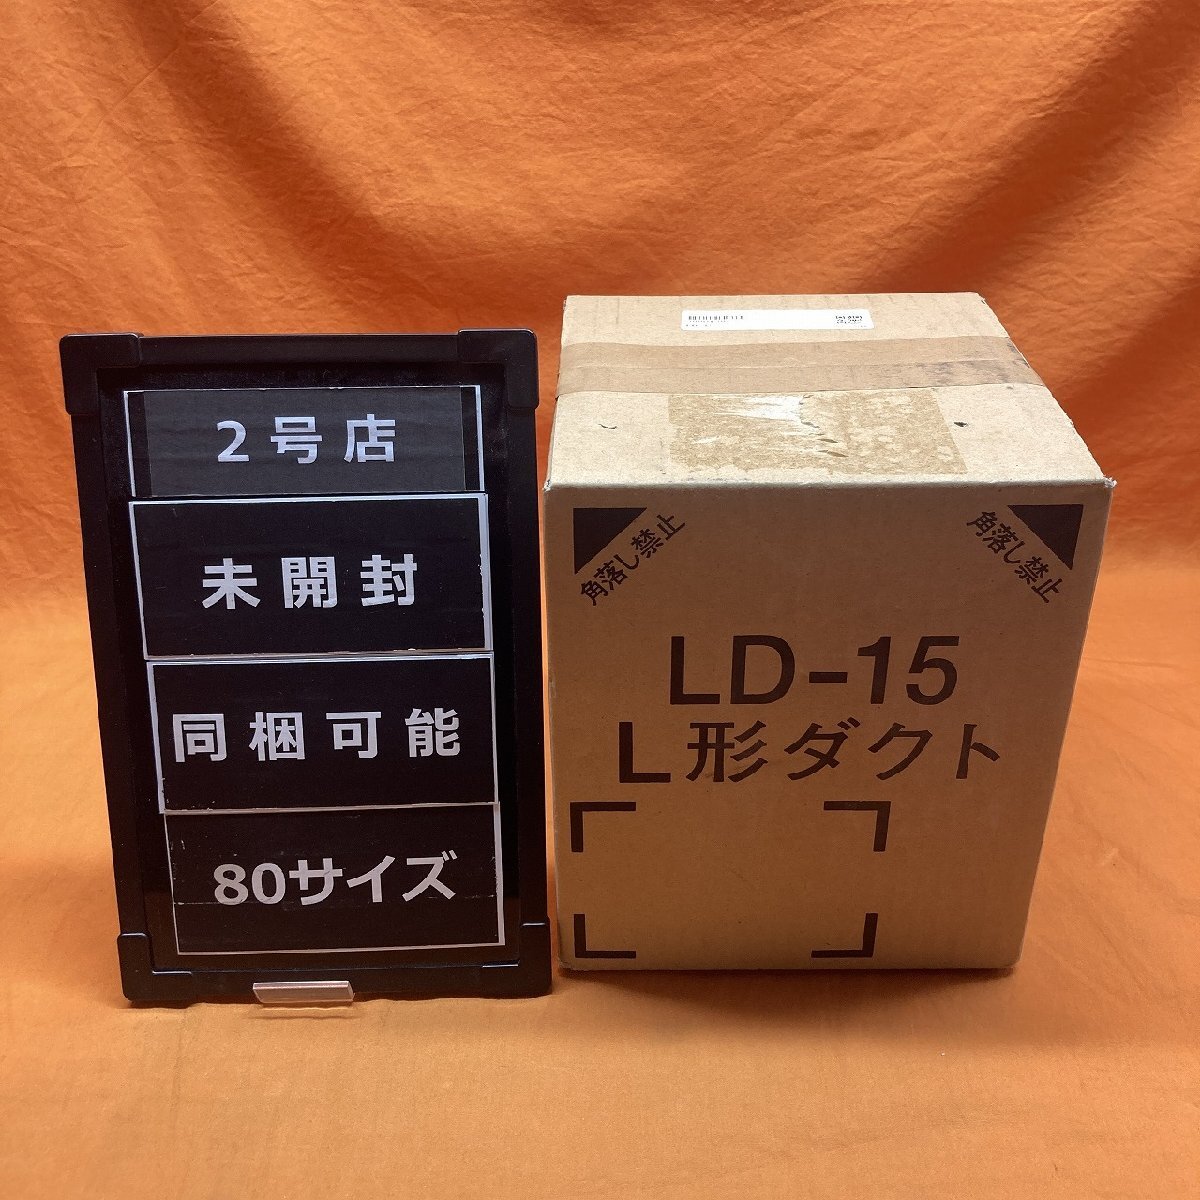 2号店
未開封
同梱可能
80サイズ
角落し禁止
角落し禁止
LD-15
L形ダクト